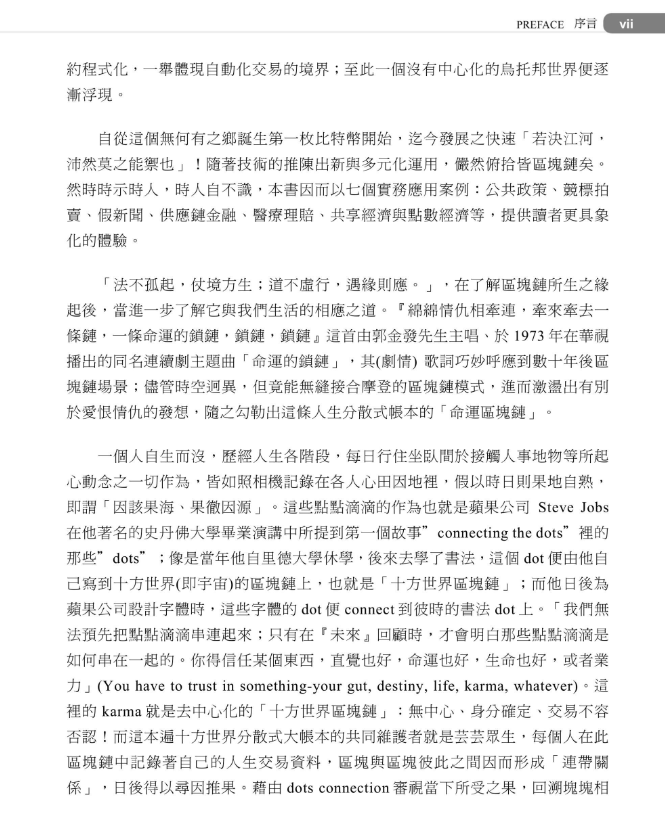 PREFACE 序言 vii
約程式化，一舉體現自動化交易的境界；至此一個沒有中心化的烏托邦世界便逐
漸浮現。
自從這個無何有之鄉誕生第一枚比特幣開始，迄今發展之快速「若決江河，
沛然莫之能禦也」！隨著技術的推陳出新與多元化運用，儼然俯拾皆區塊鏈矣。
然時時示時人，時人自不識，本書因而以七個實務應用案例：公共政策、競標拍
賣、假新聞、供應鏈金融、醫療理賠、共享經濟與點數經濟等，提供讀者更具象
化的體驗。
「法不孤起，仗境方生；道不虛行，遇緣則應。」，在了解區塊鏈所生之緣
起後，當進一步了解它與我們生活的相應之道。『綿綿情仇相牽連，牽來牽去一
條鏈，一條命運的鎖鏈，鎖鏈，鎖鏈』這首由郭金發先生主唱、於 1973 年在華視
播出的同名連續劇主題曲「命運的鎖鏈」，其(劇情) 歌詞巧妙呼應到數十年後區
塊鏈場景；儘管時空迥異，但竟能無縫接合摩登的區塊鏈模式，進而激盪出有別
於愛恨情仇的發想，隨之勾勒出這條人生分散式帳本的「命運區塊鏈」。
一個人自生而沒，歷經人生各階段，每日行住坐臥間於接觸人事地物等所起
心動念之一切作為，皆如照相機記錄在各人心田因地裡，假以時日則果地自熟，
即謂「因該果海、果徹因源」。這些點點滴滴的作為也就是蘋果公司 Steve Jobs
在他著名的史丹佛大學畢業演講中所提到第一個故事”connecting the dots”裡的
那些”dots”；像是當年他自里德大學休學，後來去學了書法，這個 dot 便由他自
己寫到十方世界(即宇宙)的區塊鏈上，也就是「十方世界區塊鏈」；而他日後為
蘋果公司設計字體時，這些字體的 dot 便 connect 到彼時的書法 dot 上。「我們無
法預先把點點滴滴串連起來；只有在『未來』回顧時，才會明白那些點點滴滴是
如何串在一起的。你得信任某個東西，直覺也好，命運也好，生命也好，或者業
力」(You have to trust in something-your gut, destiny, life, karma, whatever)。這
裡的 karma 就是去中心化的「十方世界區塊鏈」：無中心、身分確定、交易不容
否認！而這本遍十方世界分散式大帳本的共同維護者就是芸芸眾生，每個人在此
區塊鏈中記錄著自己的人生交易資料，區塊與區塊彼此之間因而形成「連帶關
係」，日後得以尋因推果。藉由 dots connection 審視當下所受之果，回溯塊塊相